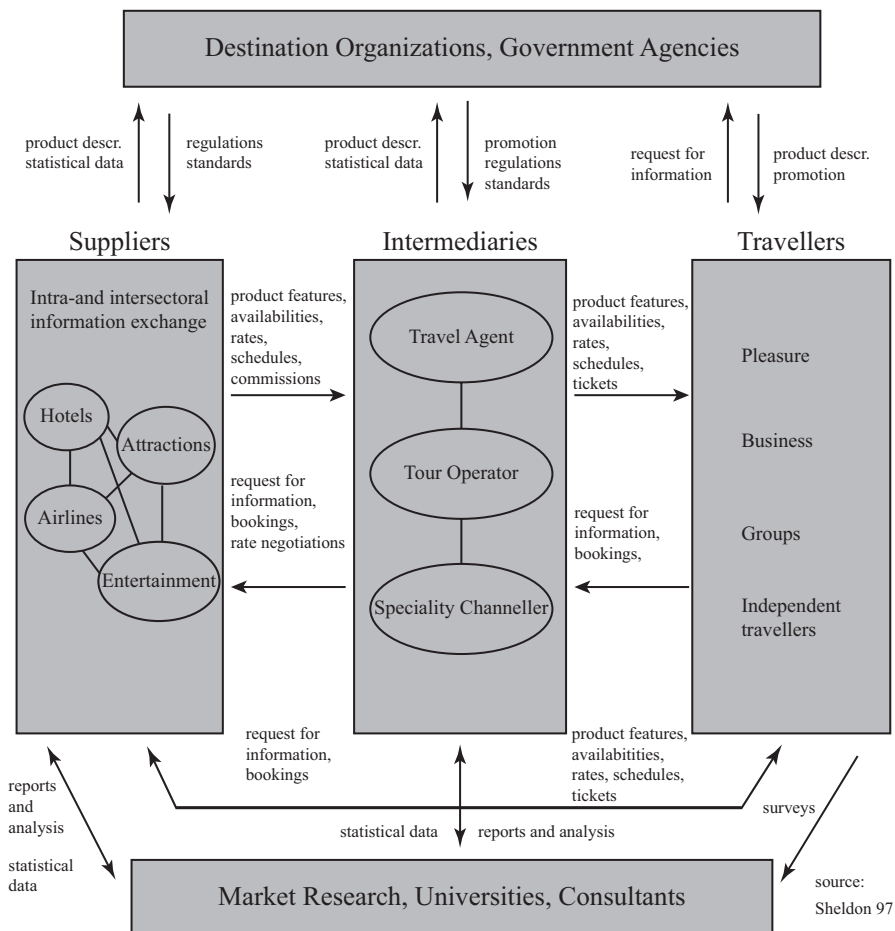 Destination Organizations, Government Agencies
product descr.
statistical data
regulations
standards
product descr.
statistical data
promotion
regulations
standards
request for
information
product descr.
promotion
Suppliers
Intermediaries
Travellers
Intra-and intersectoral
information exchange
Hotels
Attractions
Airlines
Entertainment
product features,
availabilities,
rates,
schedules,
commissions
request for
information,
bookings,
rate negotiations
Travel Agent
Tour Operator
Speciality Channeller
product features,
availabilities,
rates,
schedules,
tickets
request for
information,
bookings,
Pleasure
Business
Groups
Independent
travellers
request for
information,
bookings
product features,
availabitities,
rates, schedules,
tickets
reports
and
analysis
statistical
data
statistical data
reports and analysis
surveys
Market Research, Universities, Consultants
source:
Sheldon 97